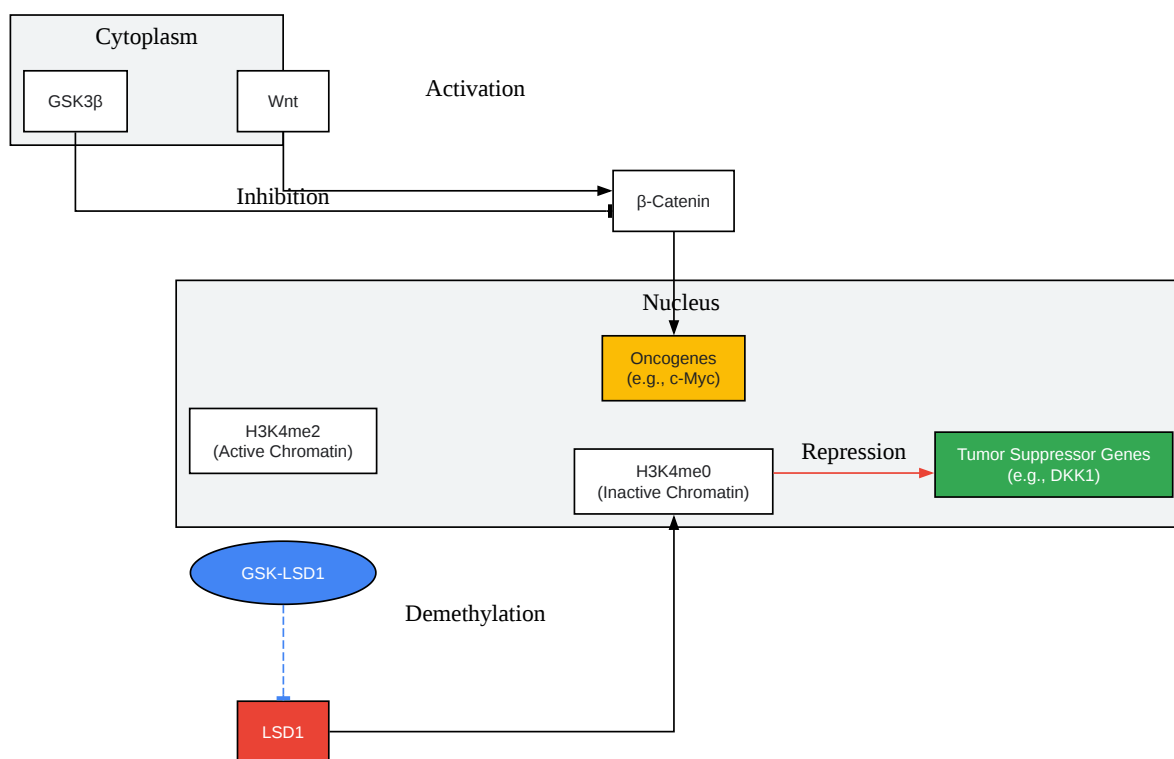 Cytoplasm
GSK3β
Wnt
Activation
Inhibition
β-Catenin
Nucleus
Oncogenes
(e.g., c-Myc)
H3K4me2
(Active Chromatin)
H3K4me0
(Inactive Chromatin)
Repression
Tumor Suppressor Genes
(e.g., DKK1)
GSK-LSD1
Demethylation
LSD1